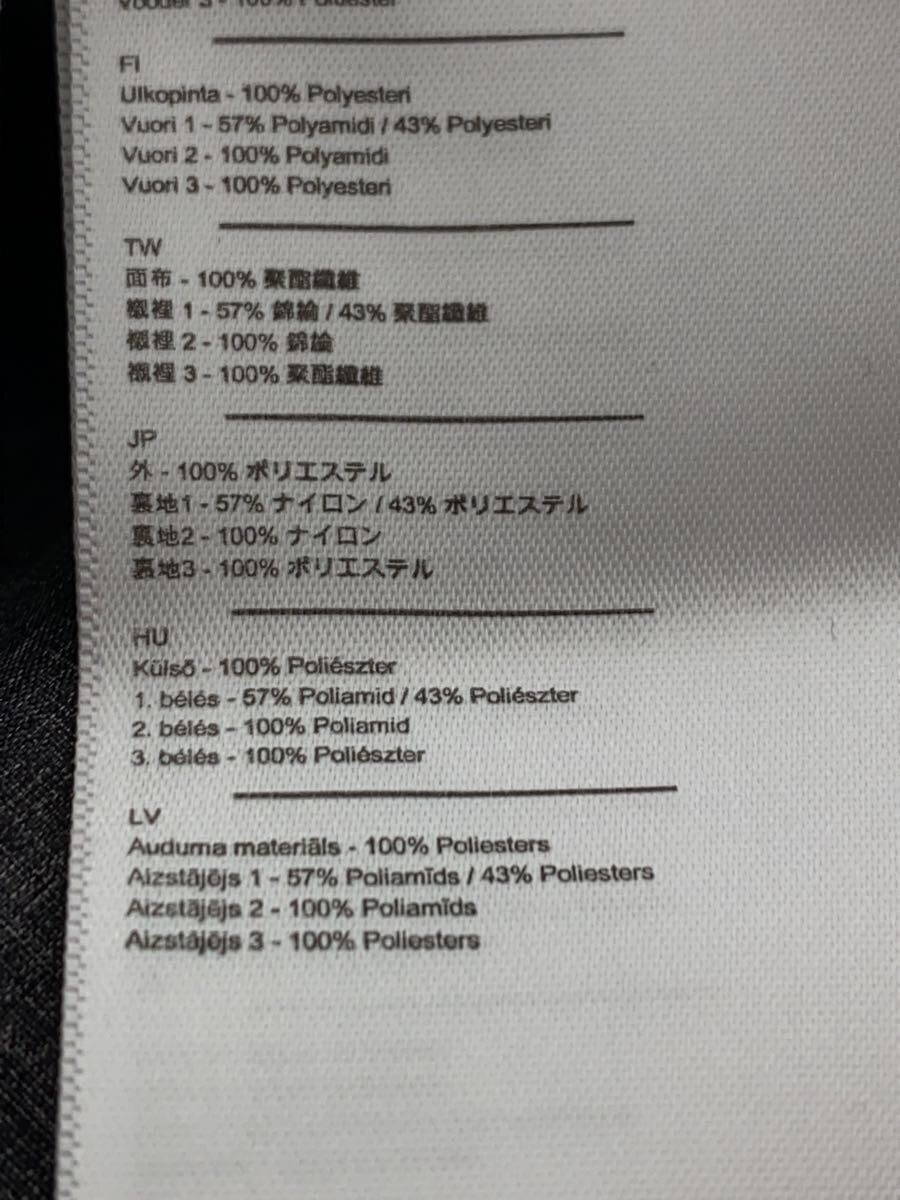 Vooder 3 - 100% Polüester
FI
Ulkopinta - 100% Polyesteri
Vuori 1 - 57% Polyamidi / 43% Polyesteri
Vuori 2 - 100% Polyamidi
Vuori 3 - 100% Polyesteri
TW
面布 - 100% 聚酯纖維
襯裡 1 - 57% 錦綸 / 43% 聚酯纖維
襯裡 2 - 100% 錦綸
襯裡 3 - 100% 聚酯纖維
JP
外 - 100% ポリエステル
裏地1 - 57% ナイロン / 43% ポリエステル
裏地2 - 100% ナイロン
裏地3 - 100% ポリエステル
HU
Külső - 100% Poliészter
1. bélés - 57% Poliamid / 43% Poliészter
2. bélés - 100% Poliamid
3. bélés - 100% Poliészter
LV
Auduma materiāls - 100% Poliesters
Aizstājējs 1 - 57% Poliamīds / 43% Poliesters
Aizstājējs 2 - 100% Poliamīds
Aizstājējs 3 - 100% Poliesters